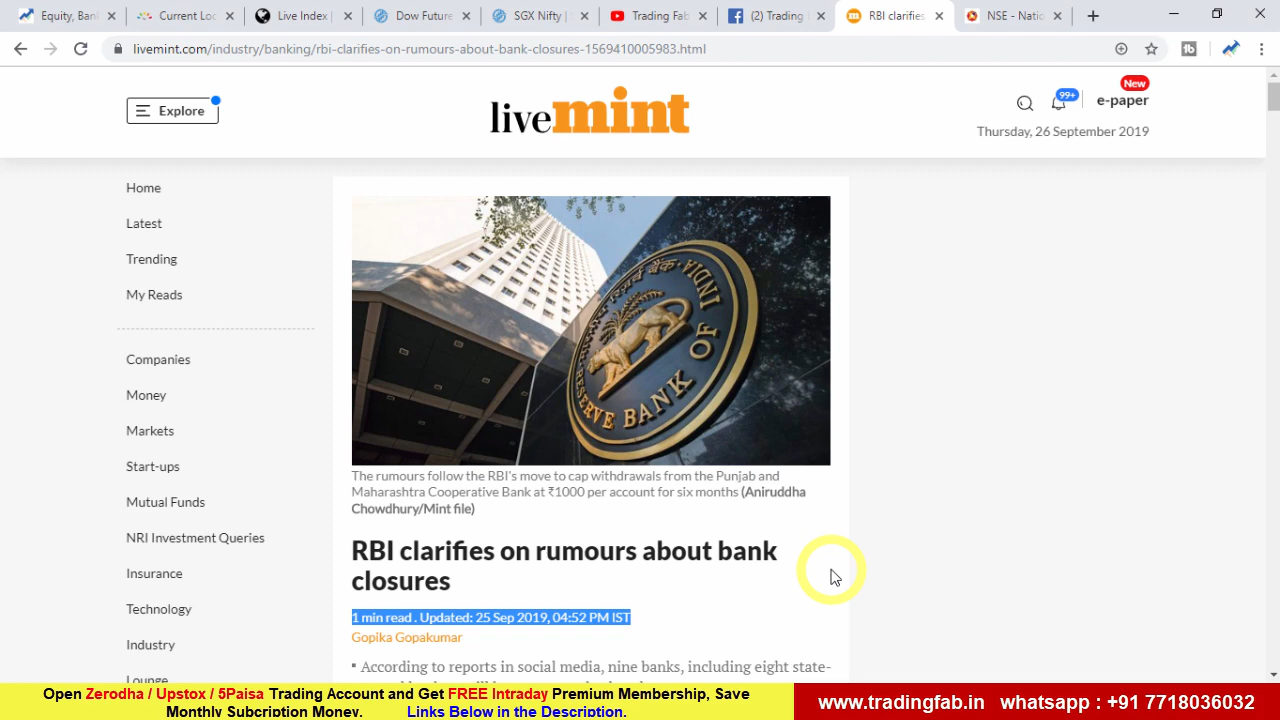 Equity, Bank
Current Loc
Live Index |
Dow Future
SGX Nifty |
Trading Fab
(2) Trading
RBI clarifies
NSE - Natio
livemint.com/industry/banking/rbi-clarifies-on-rumours-about-bank-closures-1569410005983.html
Explore
livemint
99+
New
e-paper
Thursday, 26 September 2019
Home
Latest
Trending
My Reads
Companies
Money
Markets
Start-ups
Mutual Funds
NRI Investment Queries
Insurance
Technology
Industry
Lounge
RESERVE BANK OF INDIA
The rumours follow the RBI's move to cap withdrawals from the Punjab and
Maharashtra Cooperative Bank at ₹1000 per account for six months (Aniruddha
Chowdhury/Mint file)
RBI clarifies on rumours about bank
closures
1 min read . Updated: 25 Sep 2019, 04:52 PM IST
Gopika Gopakumar
▪ According to reports in social media, nine banks, including eight state-
Open Zerodha / Upstox / 5Paisa Trading Account and Get FREE Intraday Premium Membership, Save
Monthly Subcription Money. Links Below in the Description.
www.tradingfab.in whatsapp : +91 7718036032